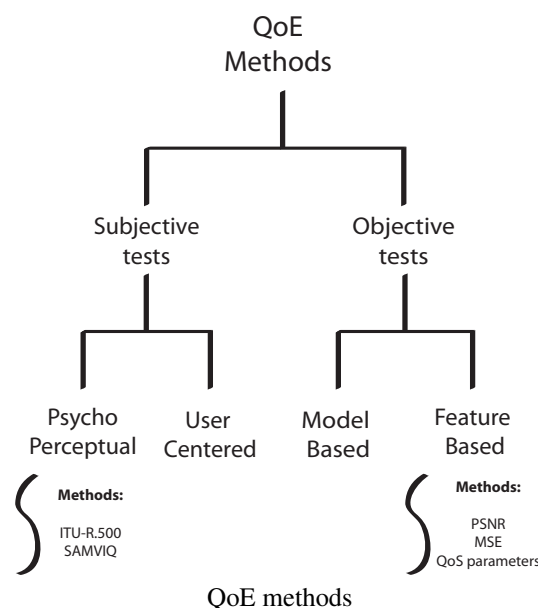 QoE
Methods
Subjective
tests
Objective
tests
Psycho
Perceptual
User
Centered
Model
Based
Feature
Based
Methods:
ITU-R.500
SAMVIQ
Methods:
PSNR
MSE
QoS parameters
QoE methods